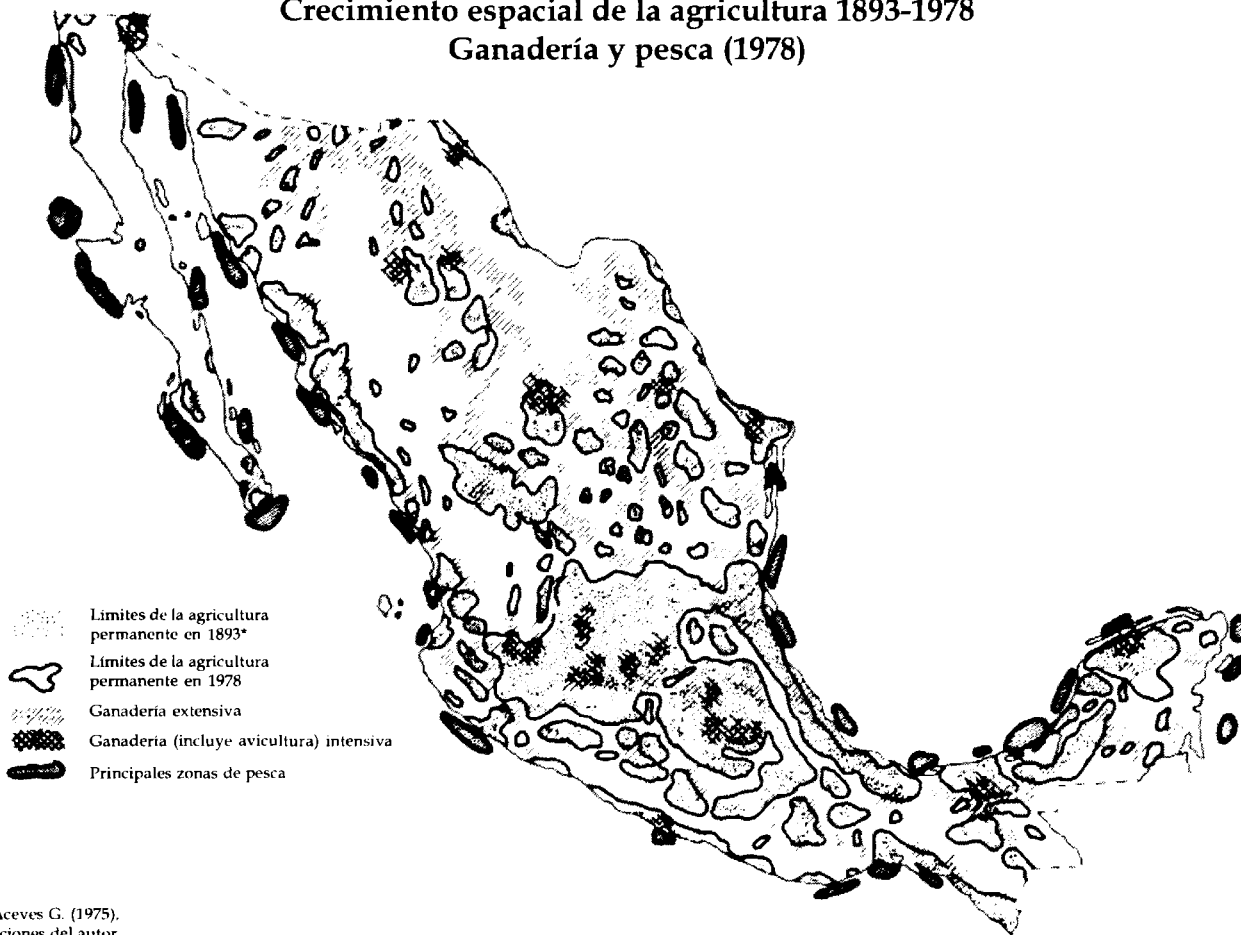 Crecimiento espacial de la agricultura 1893-1978
Ganadería y pesca (1978)
Limites de la agricultura
permanente en 1893*
Límites de la agricultura
permanente en 1978
Ganadería extensiva
Ganadería (incluye avicultura) intensiva
Principales zonas de pesca
Aceves G. (1975).
ciones del autor